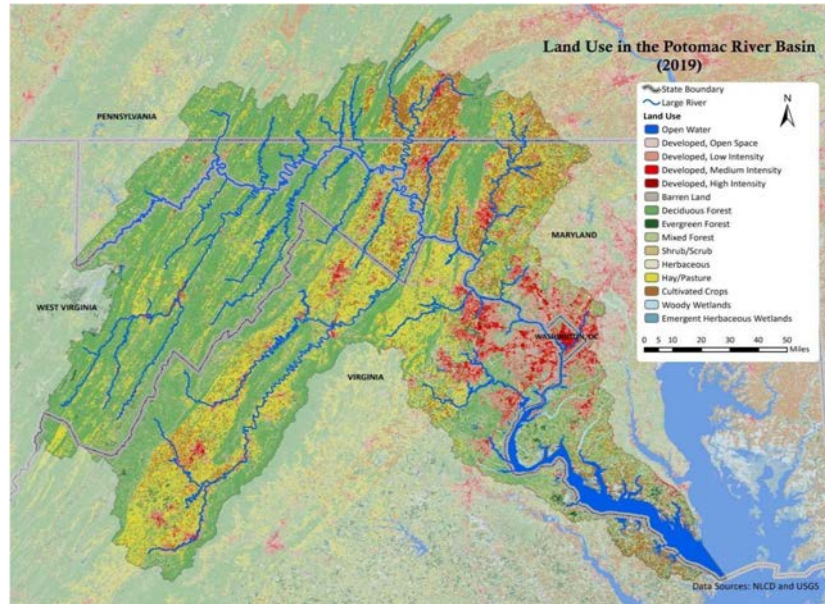 Land Use in the Potomac River Basin
(2019)
State Boundary
Large River
N
Land Use
Open Water
Developed, Open Space
Developed, Low Intensity
Developed, Medium Intensity
Developed, High Intensity
Barren Land
Deciduous Forest
Evergreen Forest
Mixed Forest
Shrub/Scrub
Herbaceous
Hay/Pasture
Cultivated Crops
Woody Wetlands
Emergent Herbaceous Wetlands
0 5 10 20 30 40 50
Miles
PENNSYLVANIA
MARYLAND
WEST VIRGINIA
WASHINGTON, DC
VIRGINIA
Data Sources: NLCD and USGS